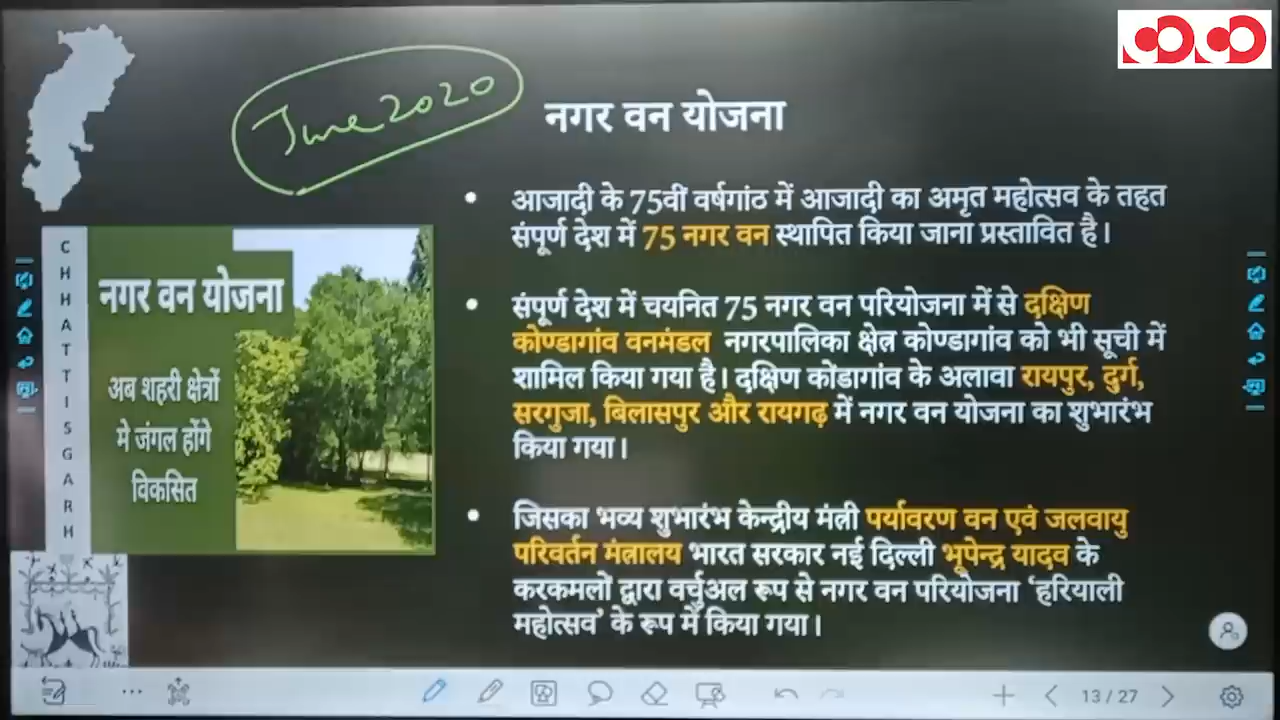 June 2020
नगर वन योजना
• आजादी के 75वीं वर्षगांठ में आजादी का अमृत महोत्सव के तहत
संपूर्ण देश में 75 नगर वन स्थापित किया जाना प्रस्तावित है।
• संपूर्ण देश में चयनित 75 नगर वन परियोजना में से दक्षिण
कोण्डागांव वनमंडल नगरपालिका क्षेत्र कोण्डागांव को भी सूची में
शामिल किया गया है। दक्षिण कोंडागांव के अलावा रायपुर, दुर्ग,
सरगुजा, बिलासपुर और रायगढ़ में नगर वन योजना का शुभारंभ
किया गया।
• जिसका भव्य शुभारंभ केन्द्रीय मंत्री पर्यावरण वन एवं जलवायु
परिवर्तन मंत्रालय भारत सरकार नई दिल्ली भूपेन्द्र यादव के
करकमलों द्वारा वर्चुअल रूप से नगर वन परियोजना ‘हरियाली
महोत्सव’ के रूप में किया गया।
CHHATTISGARH
नगर वन योजना
अब शहरी क्षेत्रों
मे जंगल होंगे
विकसित
13 / 27